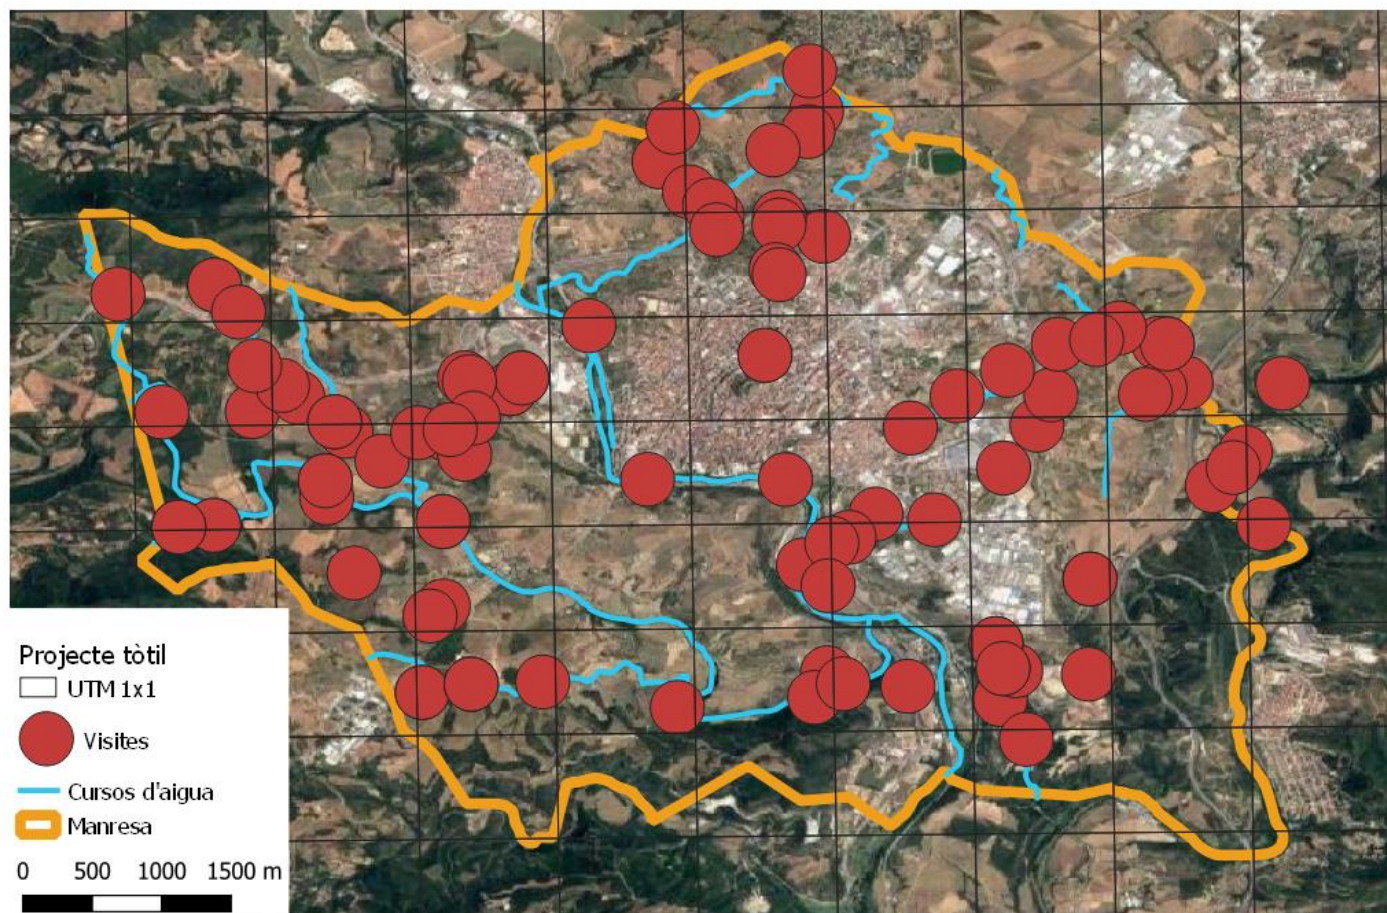 Projecte tòtil
UTM 1x1
Visites
Cursos d'aigua
Manresa
0 500 1000 1500 m